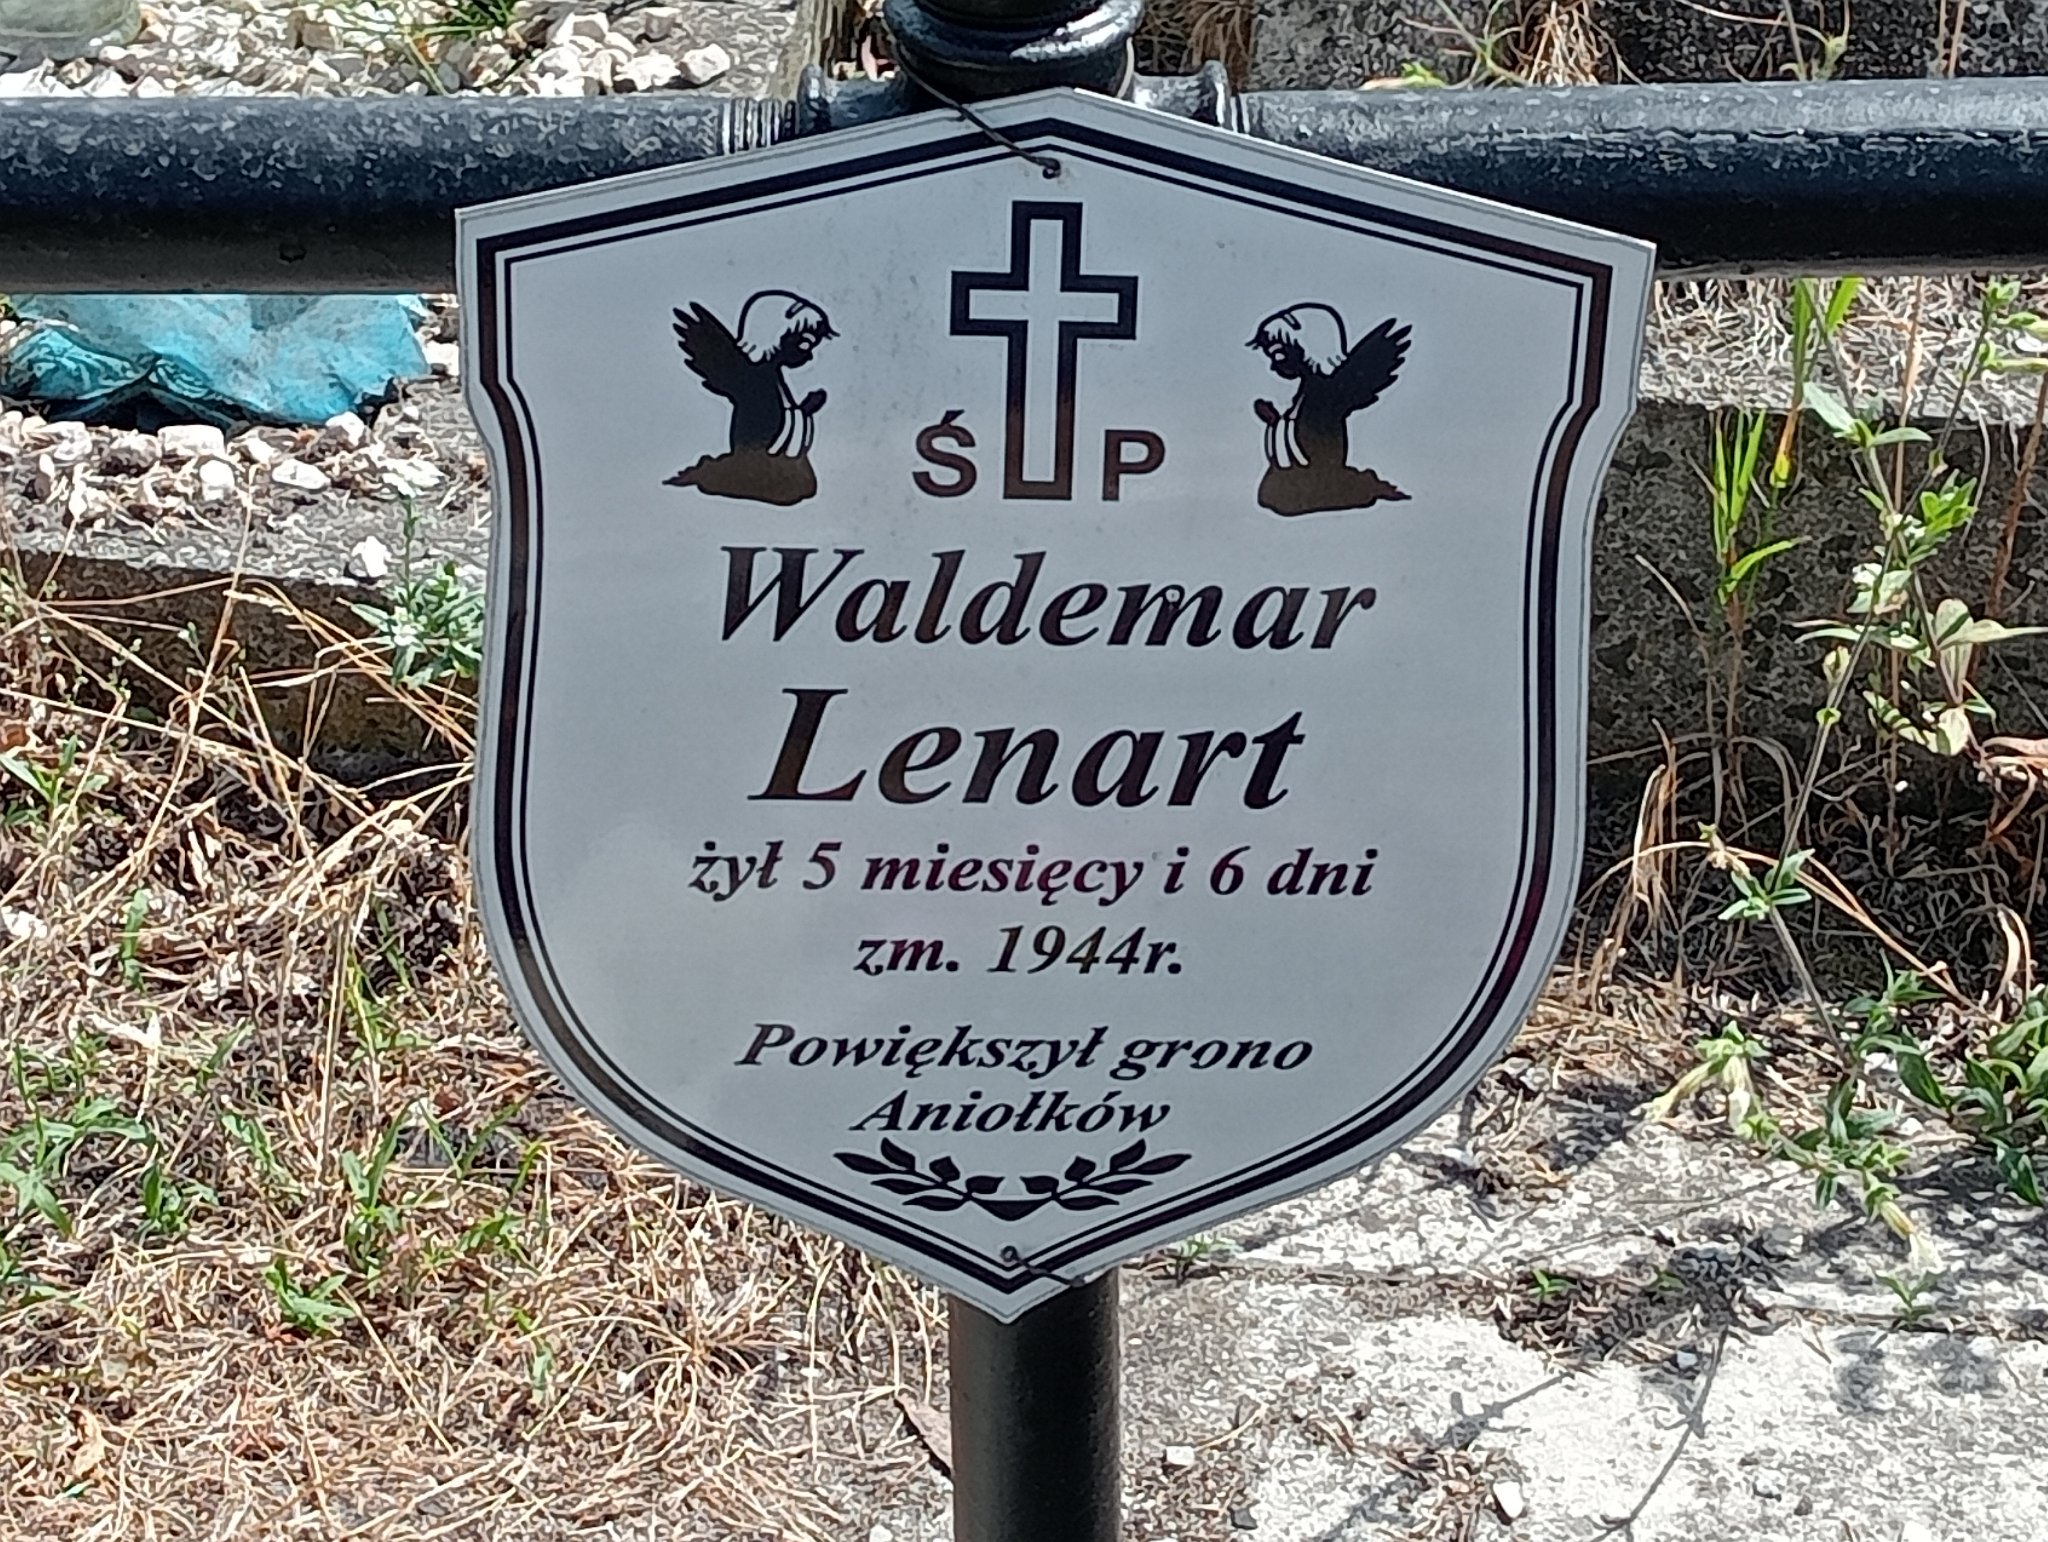 Ś P
Waldemar
Lenart
żył 5 miesięcy i 6 dni
zm. 1944r.
Powiększył grono
Aniołków